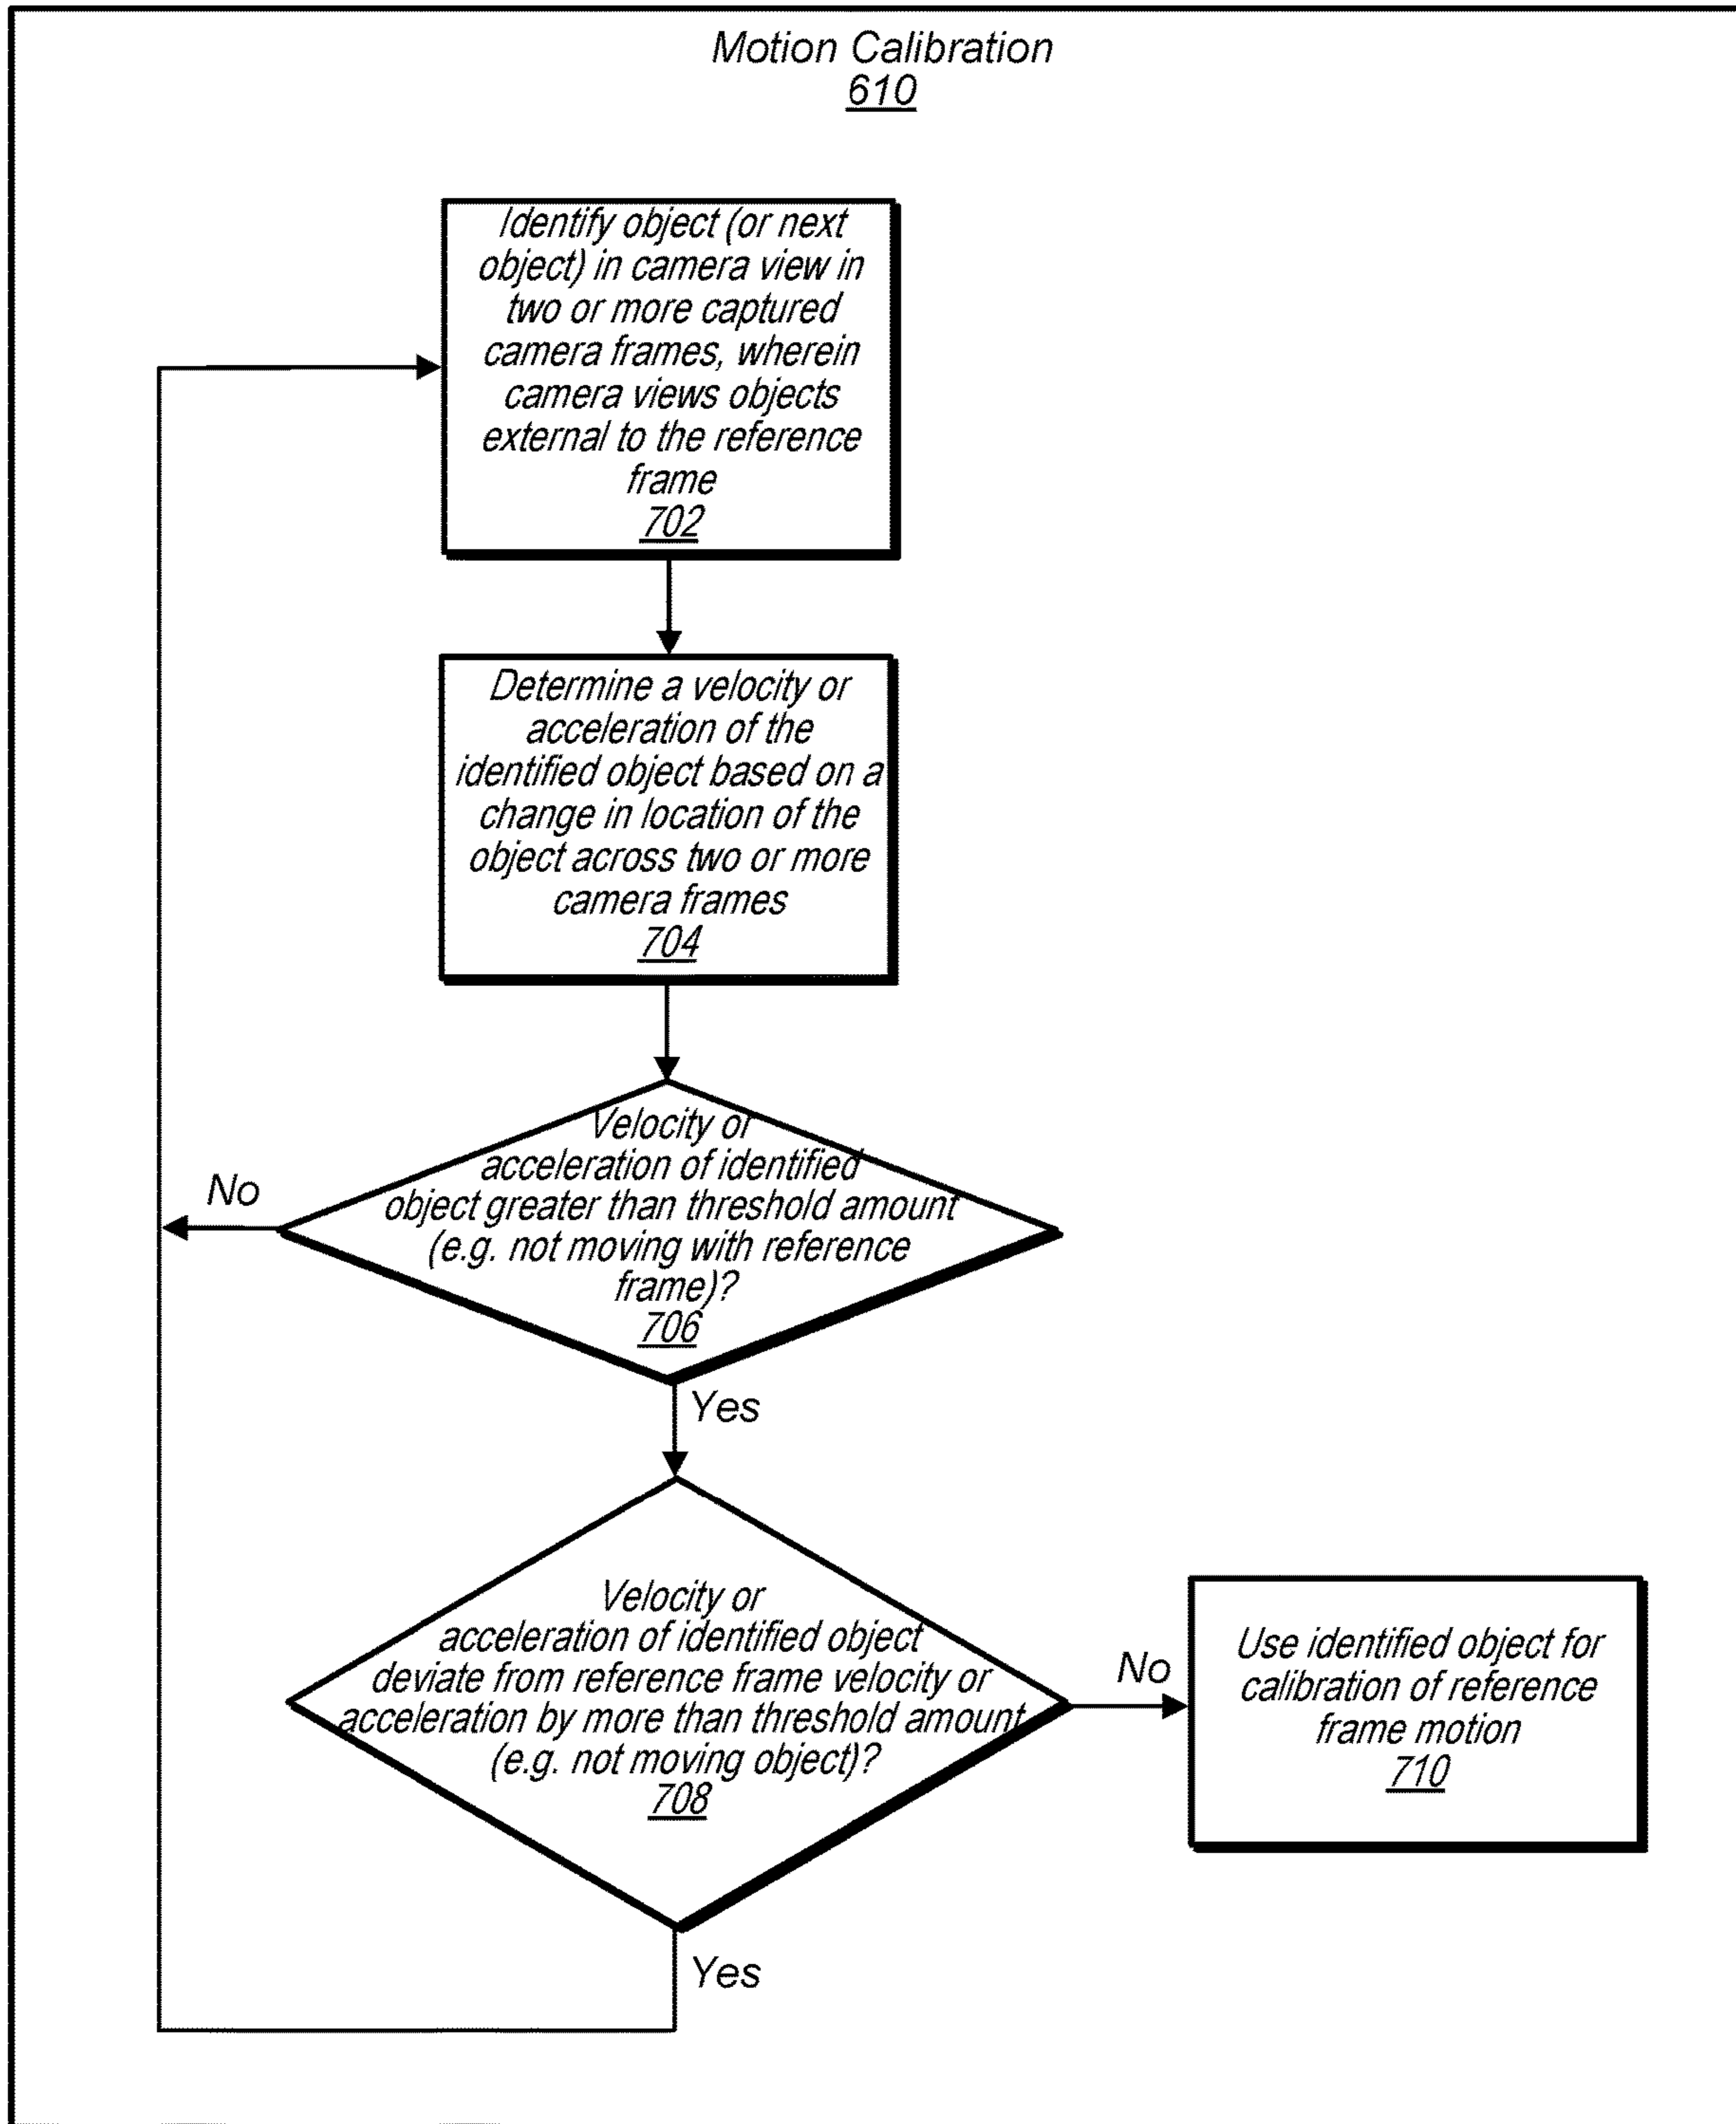 Motion Calibration
610
Identify object (or next
object) in camera view in
two or more captured
camera frames, wherein
camera views objects
external to the reference
frame
702
Determine a velocity or
acceleration of the
identified object based on a
change in location of the
object across two or more
camera frames
704
Velocity or
acceleration of identified
object greater than threshold amount
(e.g. not moving with reference
frame)?
706
No
Yes
Velocity or
acceleration of identified object
deviate from reference frame velocity or
acceleration by more than threshold amount
(e.g. not moving object)?
708
No
Use identified object for
calibration of reference
frame motion
710
Yes